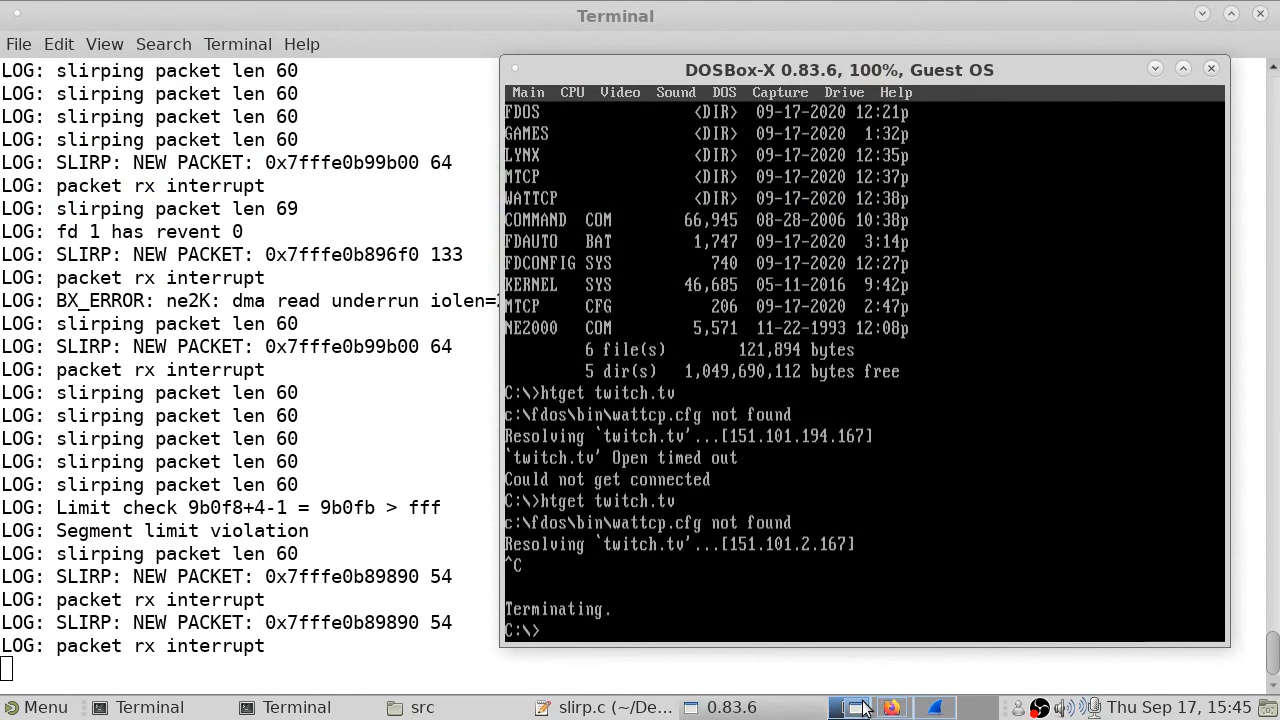 Terminal
File Edit View Search Terminal Help
LOG: slirping packet len 60
LOG: slirping packet len 60
LOG: slirping packet len 60
LOG: slirping packet len 60
LOG: SLIRP: NEW PACKET: 0x7fffe0b99b00 64
LOG: packet rx interrupt
LOG: slirping packet len 69
LOG: fd 1 has revent 0
LOG: SLIRP: NEW PACKET: 0x7fffe0b896f0 133
LOG: packet rx interrupt
LOG: BX_ERROR: ne2K: dma read underrun iolen=
LOG: slirping packet len 60
LOG: SLIRP: NEW PACKET: 0x7fffe0b99b00 64
LOG: packet rx interrupt
LOG: slirping packet len 60
LOG: slirping packet len 60
LOG: slirping packet len 60
LOG: slirping packet len 60
LOG: slirping packet len 60
LOG: Limit check 9b0f8+4-1 = 9b0fb > fff
LOG: Segment limit violation
LOG: slirping packet len 60
LOG: SLIRP: NEW PACKET: 0x7fffe0b89890 54
LOG: packet rx interrupt
LOG: SLIRP: NEW PACKET: 0x7fffe0b89890 54
LOG: packet rx interrupt
DOSBox-X 0.83.6, 100%, Guest OS
Main CPU Video Sound DOS Capture Drive Help
FDOS <DIR> 09-17-2020 12:21p
GAMES <DIR> 09-17-2020 1:32p
LYNX <DIR> 09-17-2020 12:35p
MTCP <DIR> 09-17-2020 12:37p
WATTCP <DIR> 09-17-2020 12:38p
COMMAND COM 66,945 08-28-2006 10:38p
FDAUTO BAT 1,747 09-17-2020 3:14p
FDCONFIG SYS 740 09-17-2020 12:27p
KERNEL SYS 46,685 05-11-2016 9:42p
MTCP CFG 206 09-17-2020 2:47p
NE2000 COM 5,571 11-22-1993 12:08p
6 file(s) 121,894 bytes
5 dir(s) 1,049,690,112 bytes free
C:\>htget twitch.tv
c:\fdos\bin\wattcp.cfg not found
Resolving `twitch.tv'...[151.101.194.167]
`twitch.tv' Open timed out
Could not get connected
C:\>htget twitch.tv
c:\fdos\bin\wattcp.cfg not found
Resolving `twitch.tv'...[151.101.2.167]
^C
Terminating.
C:\>
Menu Terminal Terminal src slirp.c (~/De... 0.83.6 Thu Sep 17, 15:45